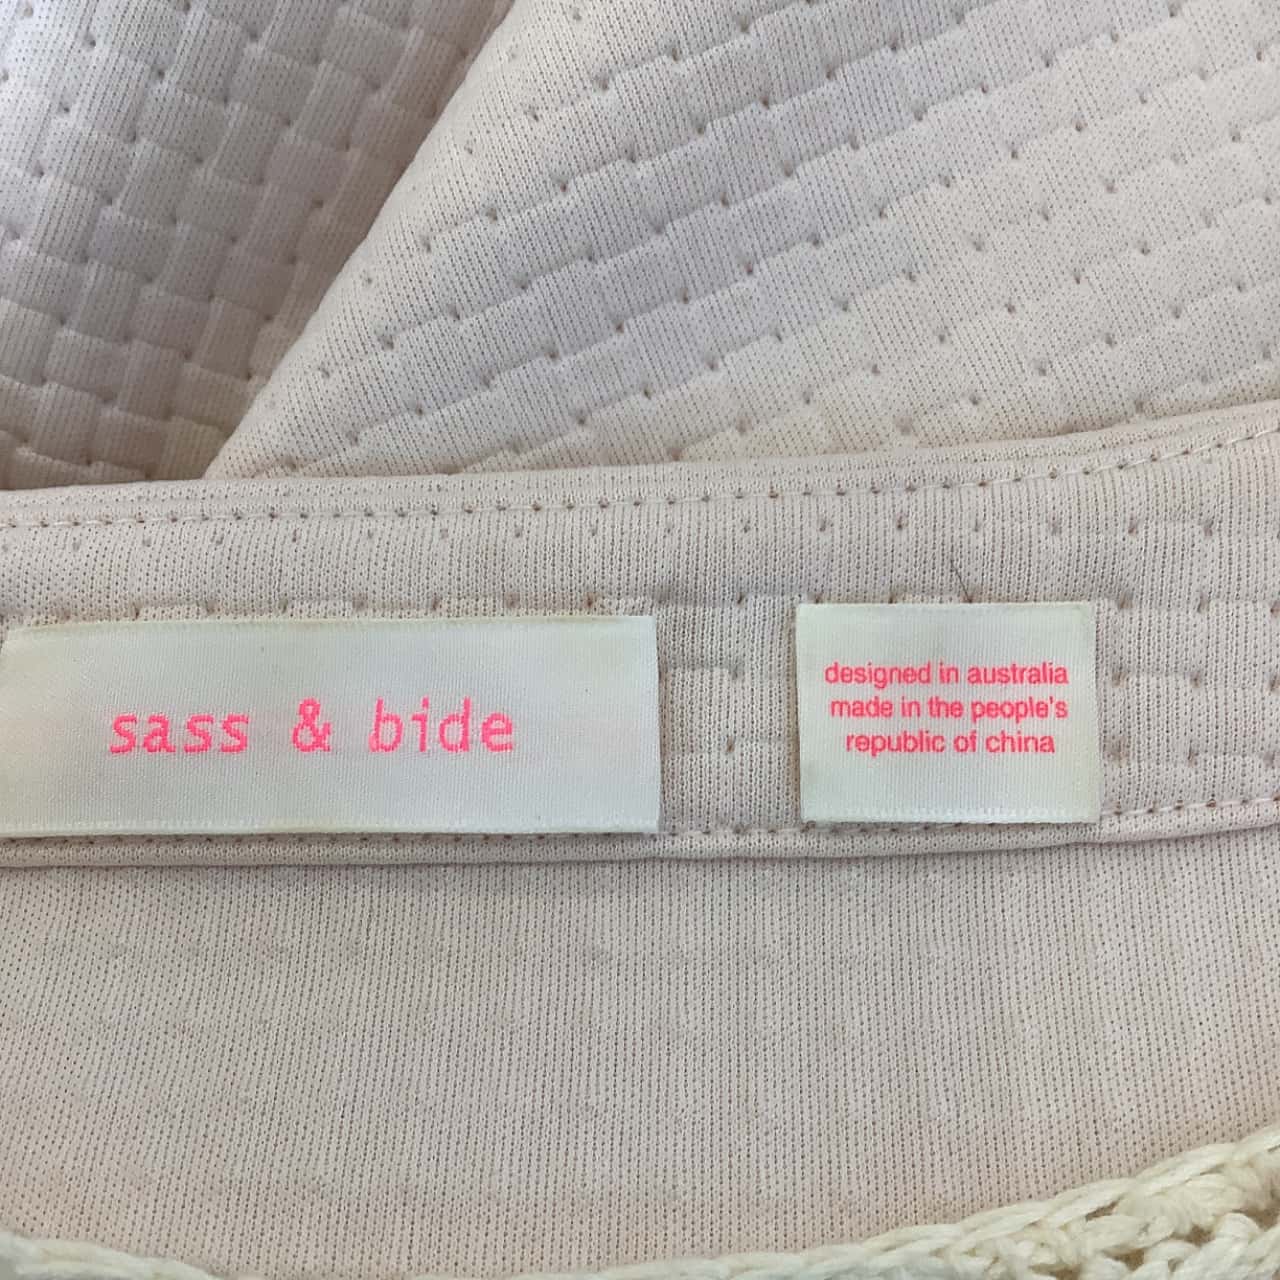 sass & bide
designed in australia
made in the people's
republic of china